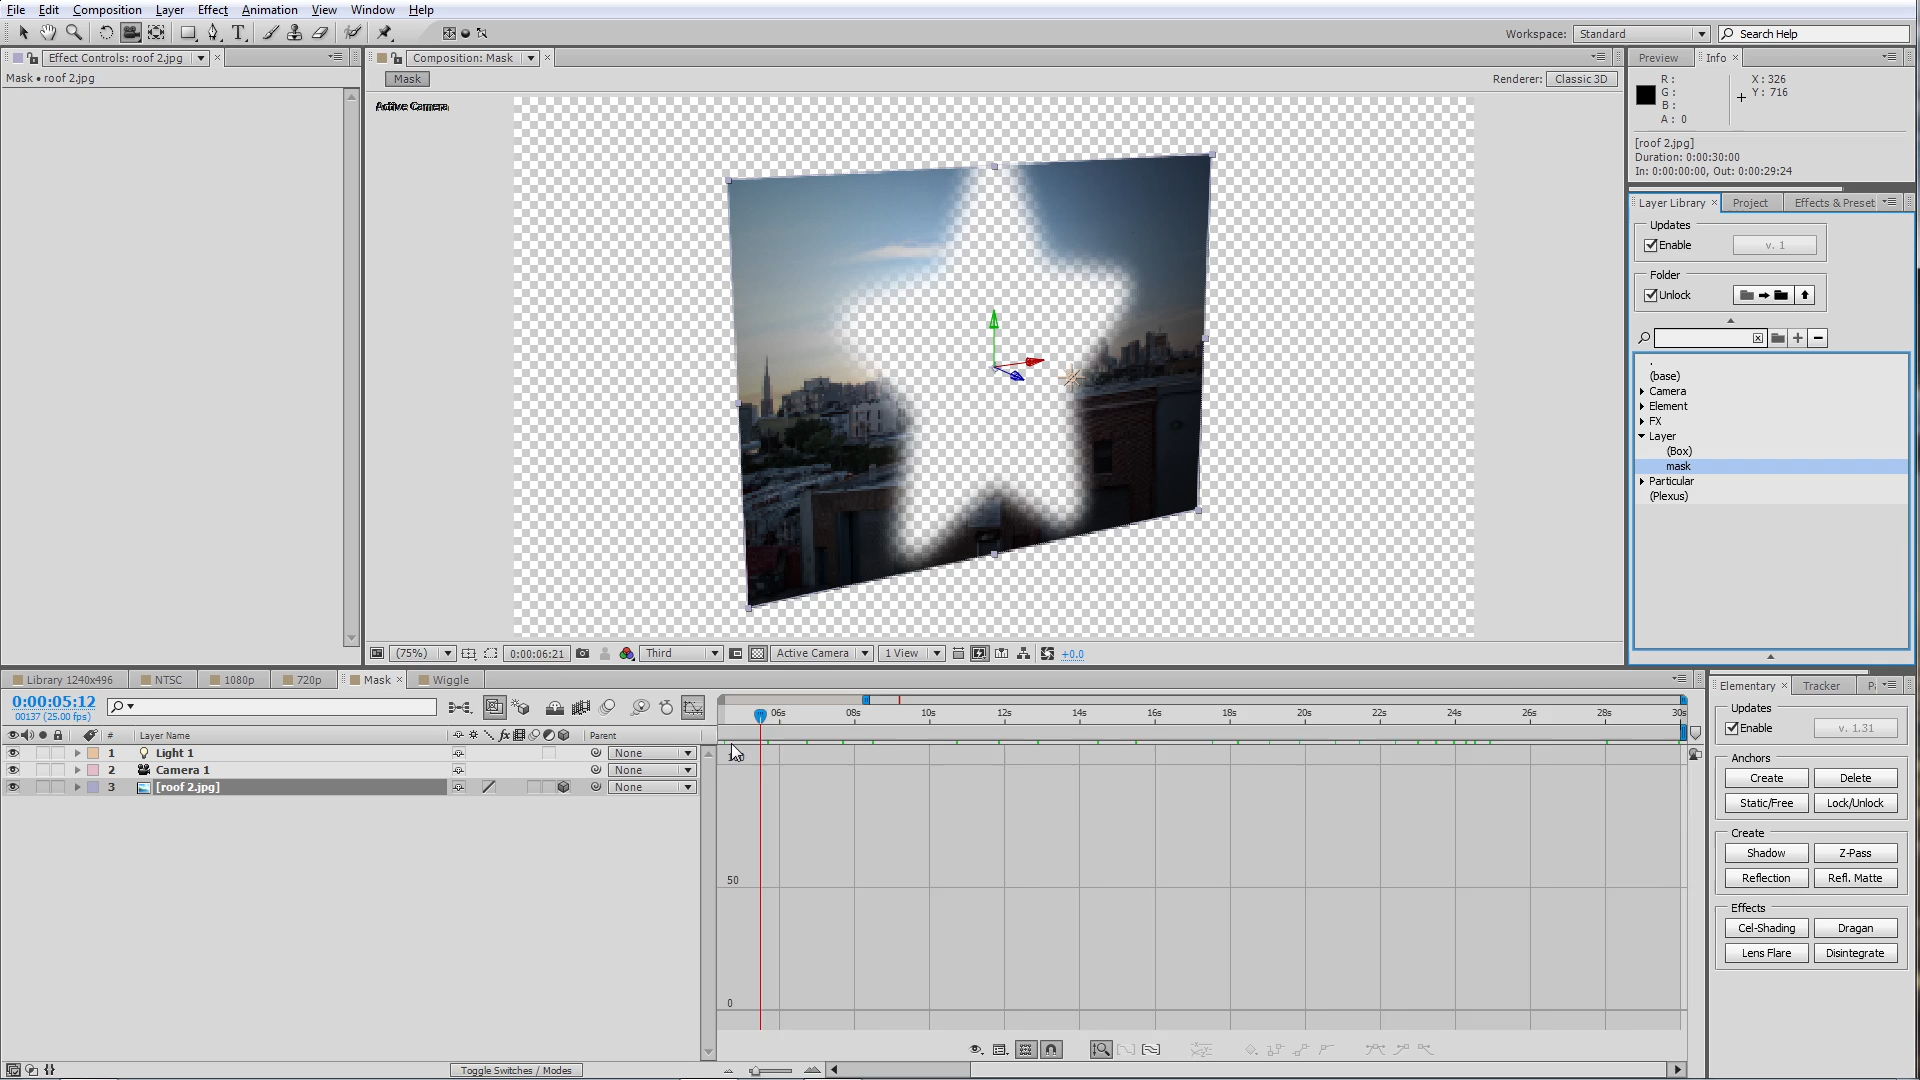 File Edit Composition Layer Effect Animation View Window Help
Workspace: Standard Search Help
Effect Controls: roof 2.jpg
Mask • roof 2.jpg
Composition: Mask
Mask
Renderer: Classic 3D
Active Camera
Preview Info
R : X : 326
G : Y : 716
B :
A : 0
[roof 2.jpg]
Duration: 0:00:30:00
In: 0:00:00:00, Out: 0:00:29:24
Layer Library Project Effects & Preset
Updates
Enable v. 1
Folder
Unlock
.
(base)
Camera
Element
FX
Layer
(Box)
mask
Particular
(Plexus)
(75%) 0:00:06:21 Third Active Camera 1 View +0.0
Library 1240x496 NTSC 1080p 720p Mask Wiggle
0:00:05:12
00137 (25.00 fps)
06s 08s 10s 12s 14s 16s 18s 20s 22s 24s 26s 28s 30s
# Layer Name fx Parent
1 Light 1 None
2 Camera 1 None
3 [roof 2.jpg] None
50
0
Toggle Switches / Modes
Elementary Tracker
Updates
Enable v. 1.31
Anchors
Create Delete
Static/Free Lock/Unlock
Create
Shadow Z-Pass
Reflection Refl. Matte
Effects
Cel-Shading Dragan
Lens Flare Disintegrate